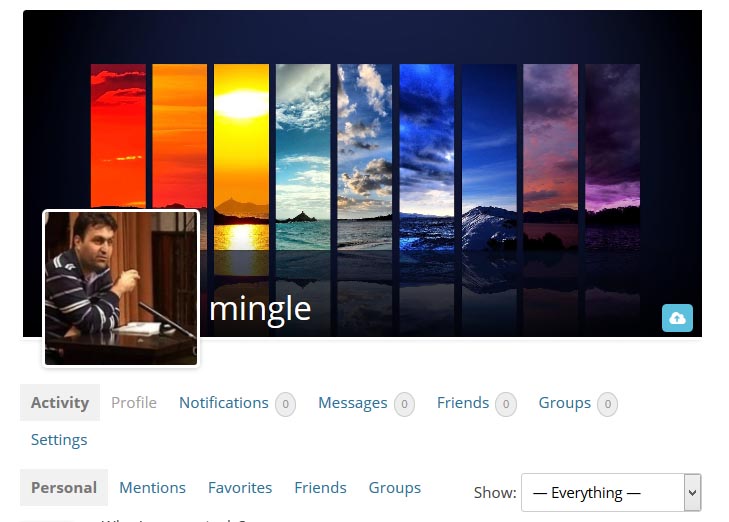 mingle
Activity Profile Notifications 0 Messages 0 Friends 0 Groups 0
Settings
Personal Mentions Favorites Friends Groups Show: — Everything —